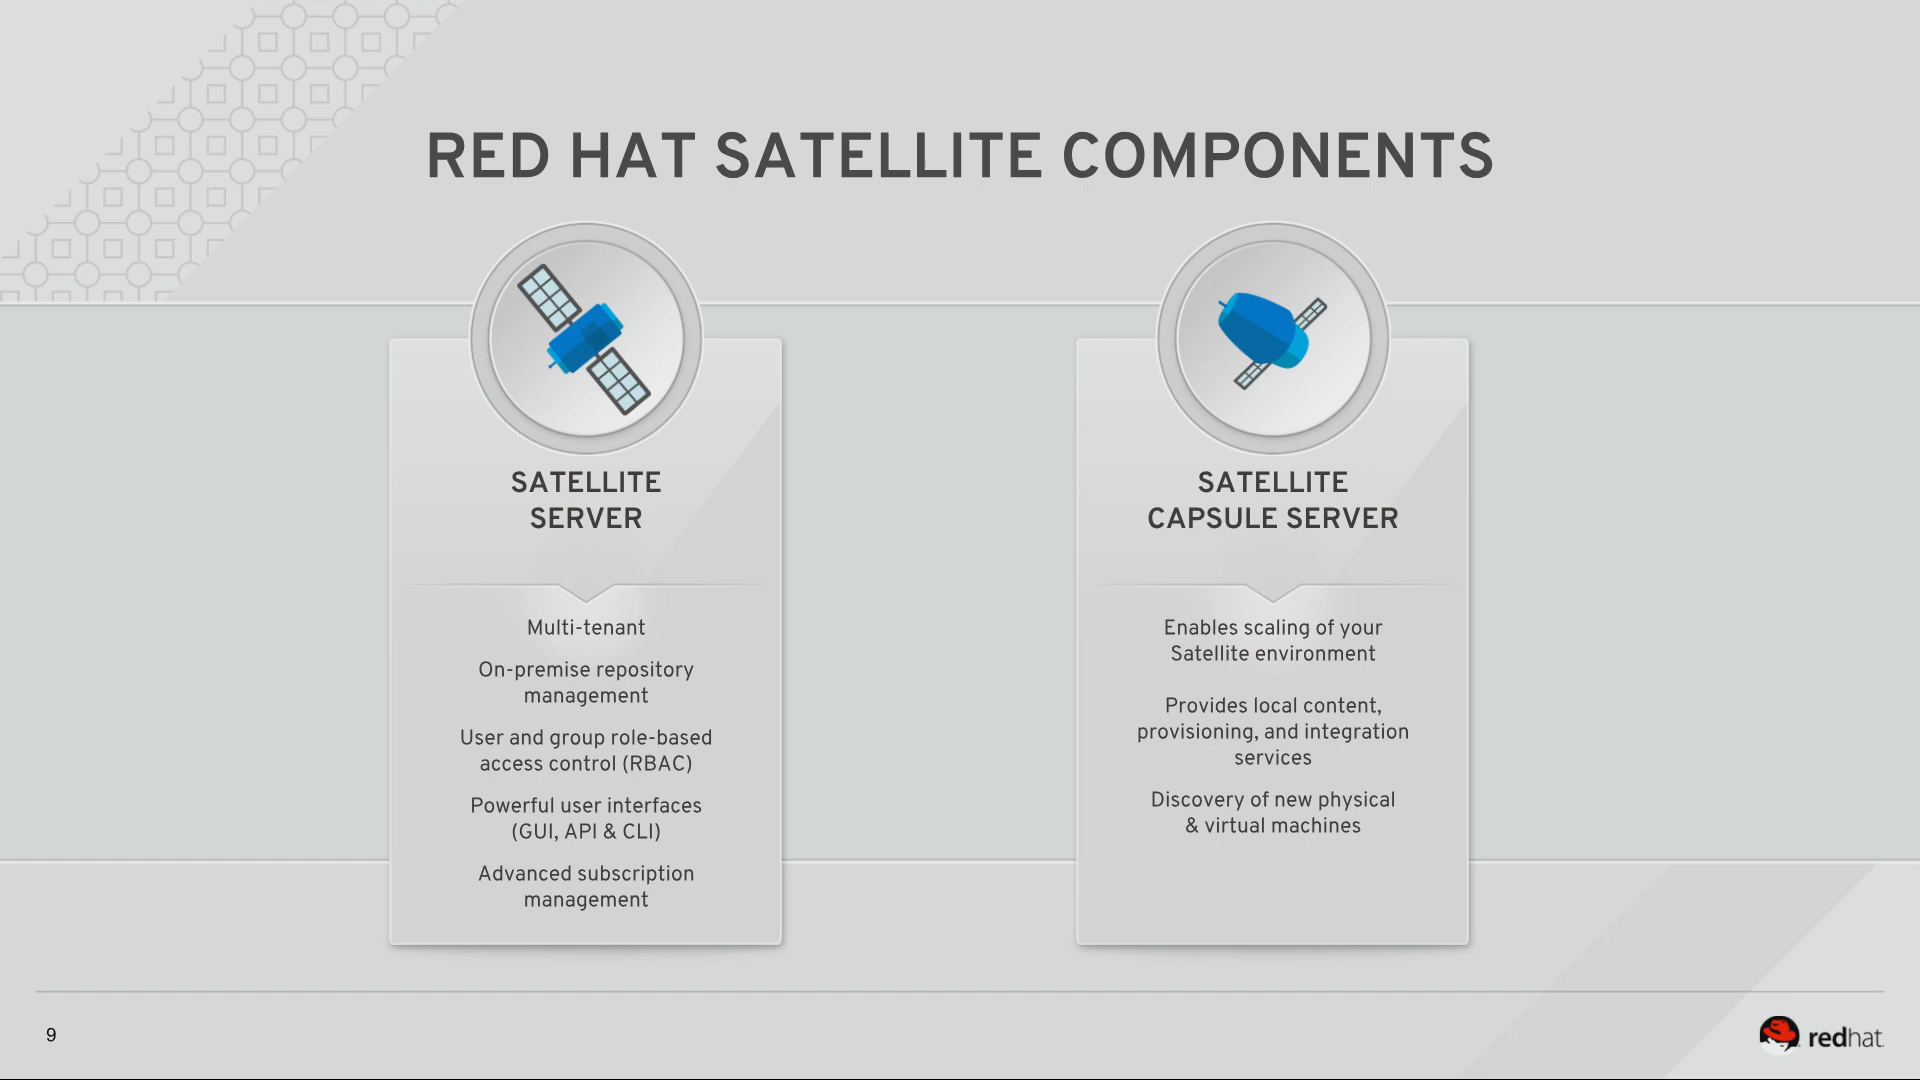 RED HAT SATELLITE COMPONENTS
SATELLITE
SERVER
Multi-tenant
On-premise repository
management
User and group role-based
access control (RBAC)
Powerful user interfaces
(GUI, API & CLI)
Advanced subscription
management
SATELLITE
CAPSULE SERVER
Enables scaling of your
Satellite environment
Provides local content,
provisioning, and integration
services
Discovery of new physical
& virtual machines
9
redhat.